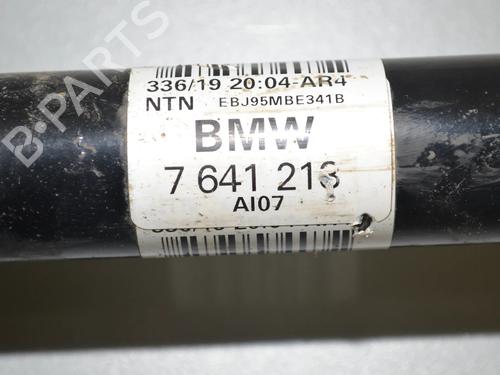 B-PARTS
336/19 20:04-AR4
NTN EBJ95MBE341B
BMW
7 641 213
AI07